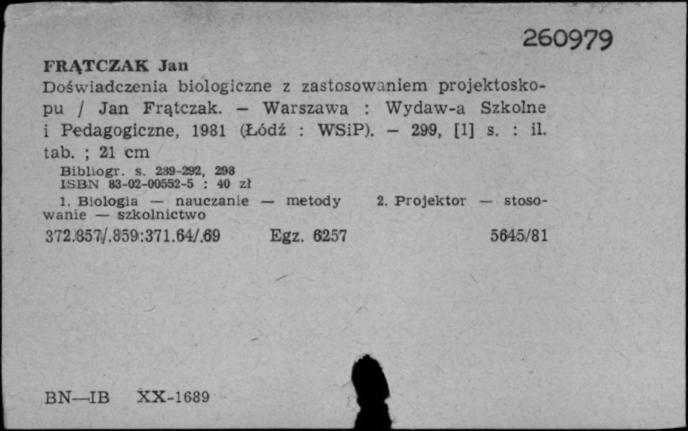 260979
FRĄTCZAK Jan
Doświadczenia biologiczne z zastosowaniem projektosko-
pu / Jan Frątczak. — Warszawa : Wydaw-a Szkolne
i Pedagogiczne, 1981 (Łódź : WSiP). — 299, [1] s. : il.
tab. ; 21 cm
Bibliogr. s. 289-292, 298
ISBN 83-02-00552-5 : 40 zł
1. Biologia — nauczanie — metody 2. Projektor — stoso-
wanie — szkolnictwo
372.857/.859:371.64/.69 Egz. 6257 5645/81
BN—IB XX-1689